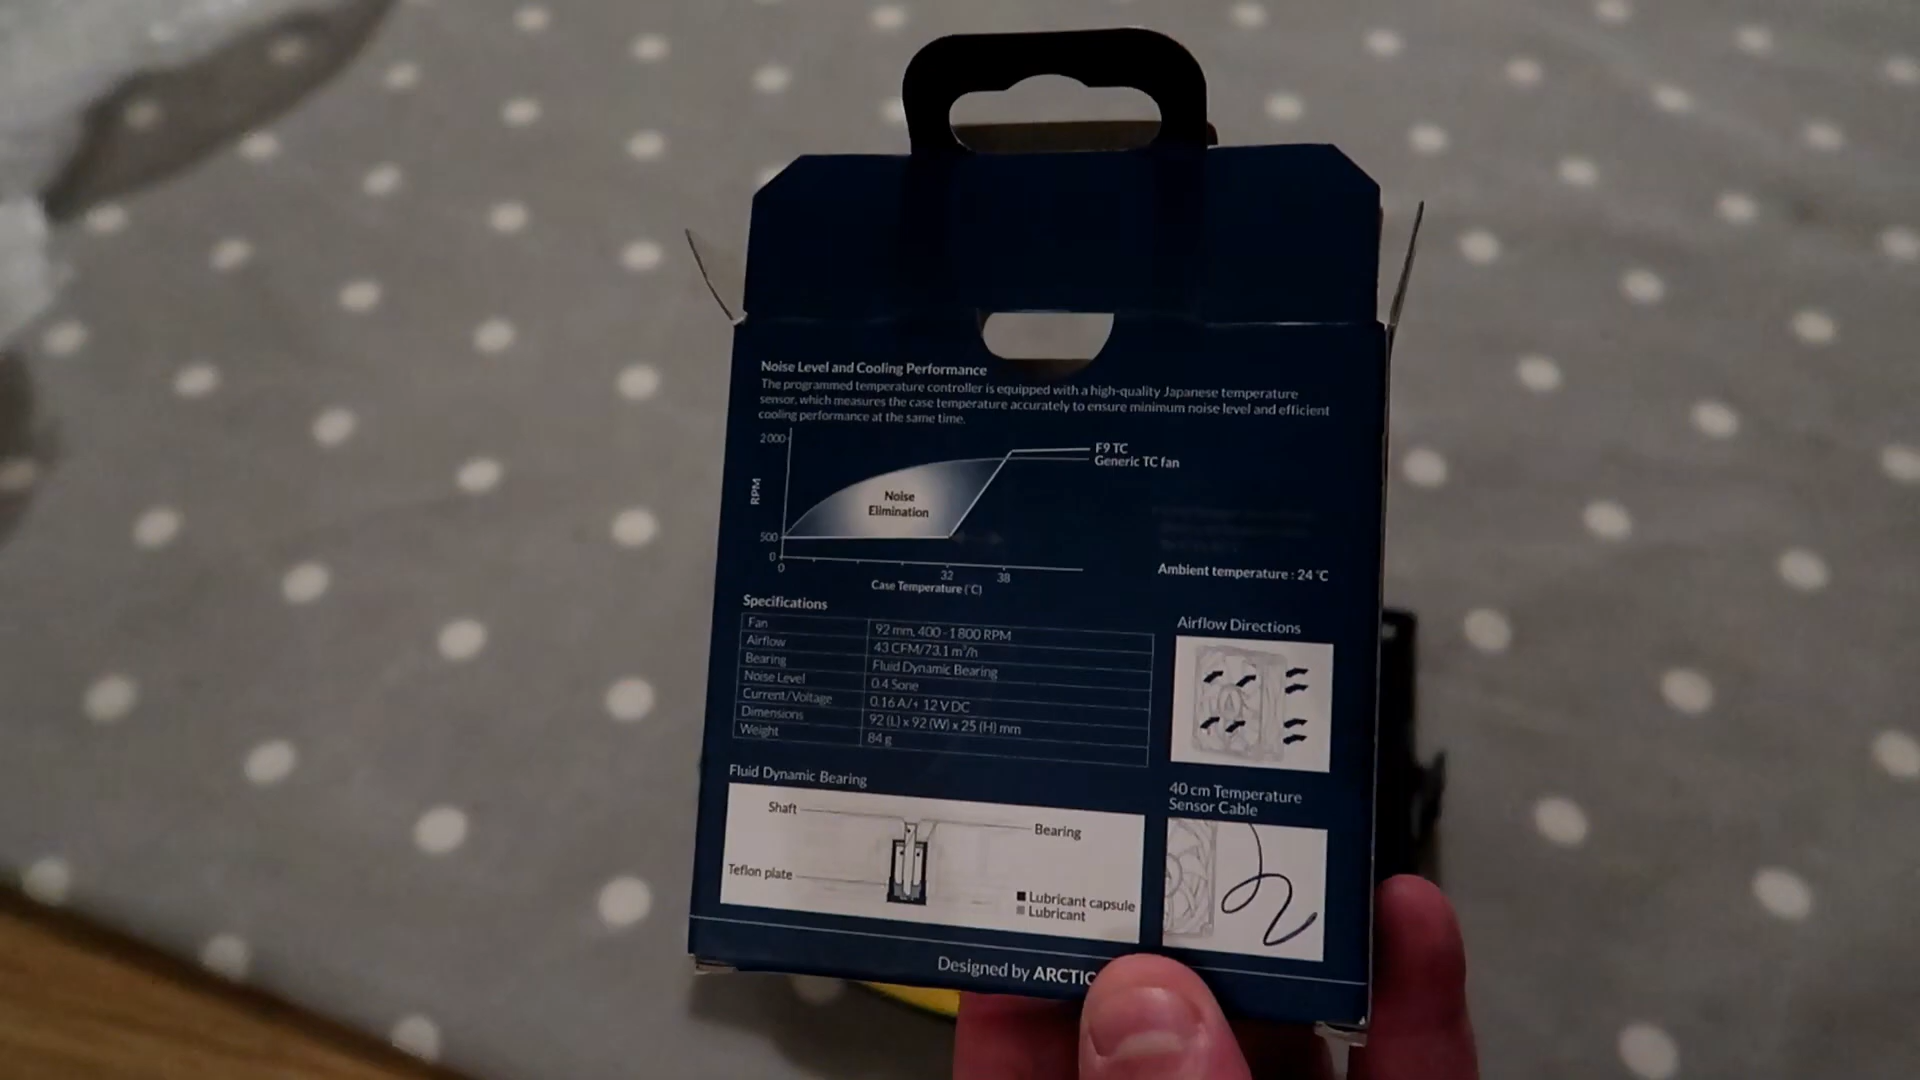 Noise Level and Cooling Performance
The programmed temperature controller is equipped with a high-quality Japanese temperature
sensor, which measures the case temperature accurately to ensure minimum noise level and efficient
cooling performance at the same time.
2000
RPM
500
0
0
32
38
Case Temperature (°C)
Noise
Elimination
F9 TC
Generic TC fan
Ambient temperature : 24 °C
Specifications
Fan 92 mm, 400 - 1800 RPM
Airflow 43 CFM/73.1 m³/h
Bearing Fluid Dynamic Bearing
Noise Level 0.4 Sone
Current/Voltage 0.16 A/+ 12 V DC
Dimensions 92 (L) x 92 (W) x 25 (H) mm
Weight 84 g
Airflow Directions
Fluid Dynamic Bearing
Shaft
Bearing
Teflon plate
Lubricant capsule
Lubricant
40 cm Temperature
Sensor Cable
Designed by ARCTIC